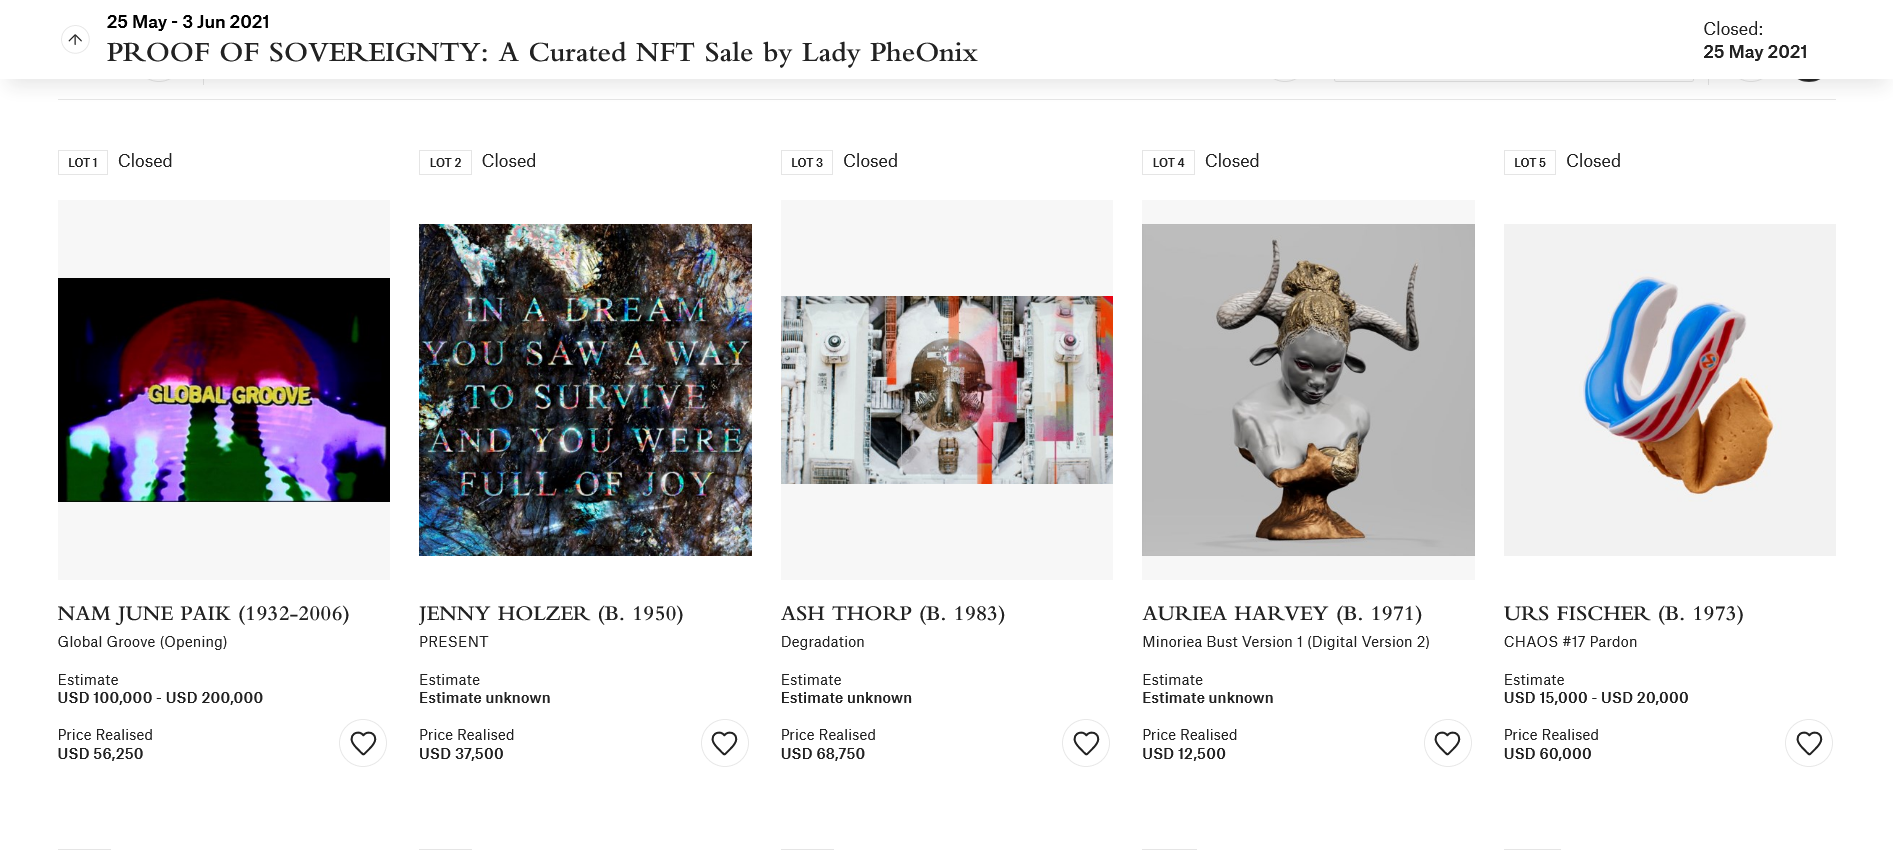 25 May - 3 Jun 2021
PROOF OF SOVEREIGNTY: A Curated NFT Sale by Lady PheOnix
Closed:
25 May 2021
LOT 1 Closed
LOT 2 Closed
LOT 3 Closed
LOT 4 Closed
LOT 5 Closed
GLOBAL GROOVE
IN A DREAM
YOU SAW A WAY
TO SURVIVE
AND YOU WERE
FULL OF JOY
NAM JUNE PAIK (1932-2006)
Global Groove (Opening)
Estimate
USD 100,000 - USD 200,000
Price Realised
USD 56,250
JENNY HOLZER (B. 1950)
PRESENT
Estimate
Estimate unknown
Price Realised
USD 37,500
ASH THORP (B. 1983)
Degradation
Estimate
Estimate unknown
Price Realised
USD 68,750
AURIEA HARVEY (B. 1971)
Minoriea Bust Version 1 (Digital Version 2)
Estimate
Estimate unknown
Price Realised
USD 12,500
URS FISCHER (B. 1973)
CHAOS #17 Pardon
Estimate
USD 15,000 - USD 20,000
Price Realised
USD 60,000